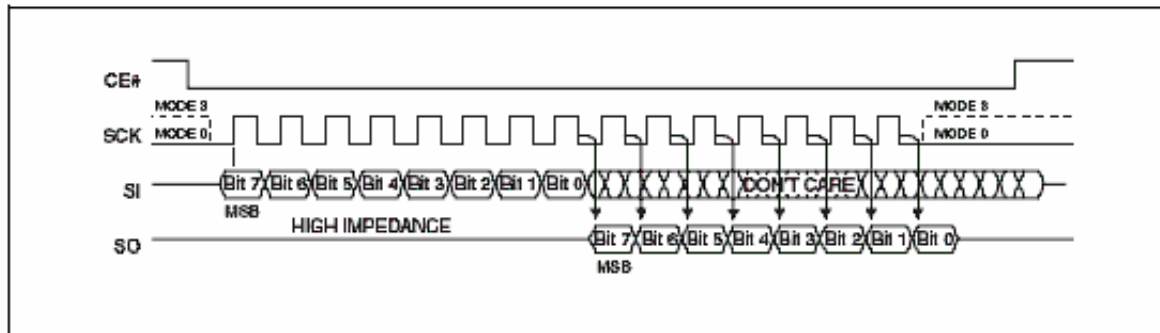 CE#
MODE 3
MODE 3
SCK
MODE 0
MODE 0
SI
Bit 7 Bit 6 Bit 5 Bit 4 Bit 3 Bit 2 Bit 1 Bit 0 DON'T CARE
MSB
HIGH IMPEDANCE
SO
Bit 7 Bit 6 Bit 5 Bit 4 Bit 3 Bit 2 Bit 1 Bit 0
MSB